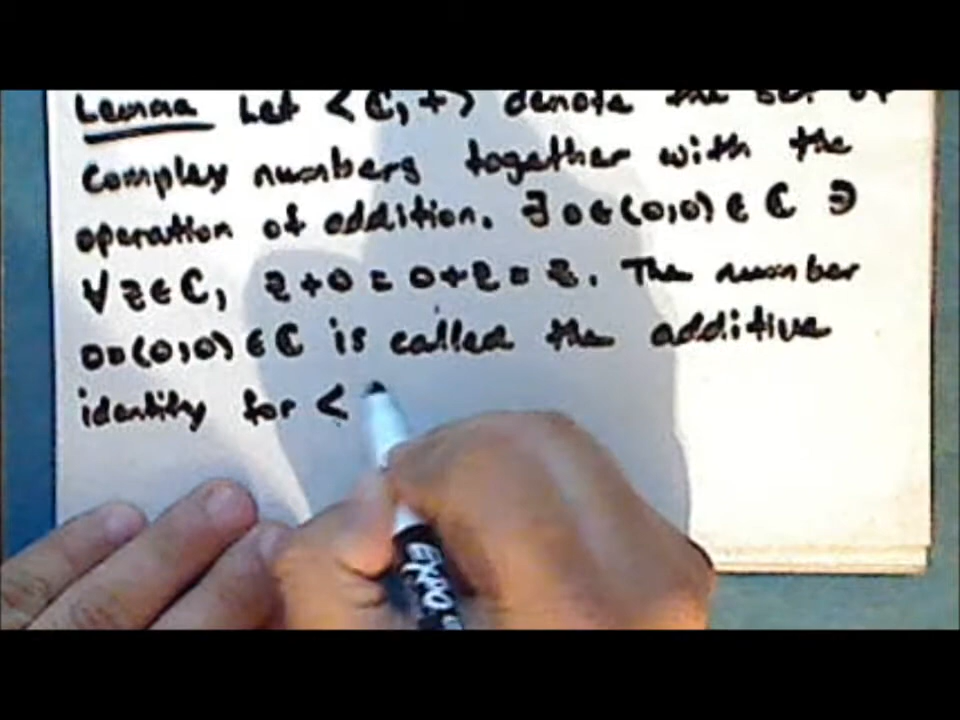 Lemma Let <ℂ, +> denote the set of
complex numbers together with the
operation of addition. ∃ 0=(0,0) ∈ ℂ ∋
∀ z ∈ ℂ, z + 0 = 0 + z = z. The number
0=(0,0) ∈ ℂ is called the additive
identity for <
EXPO